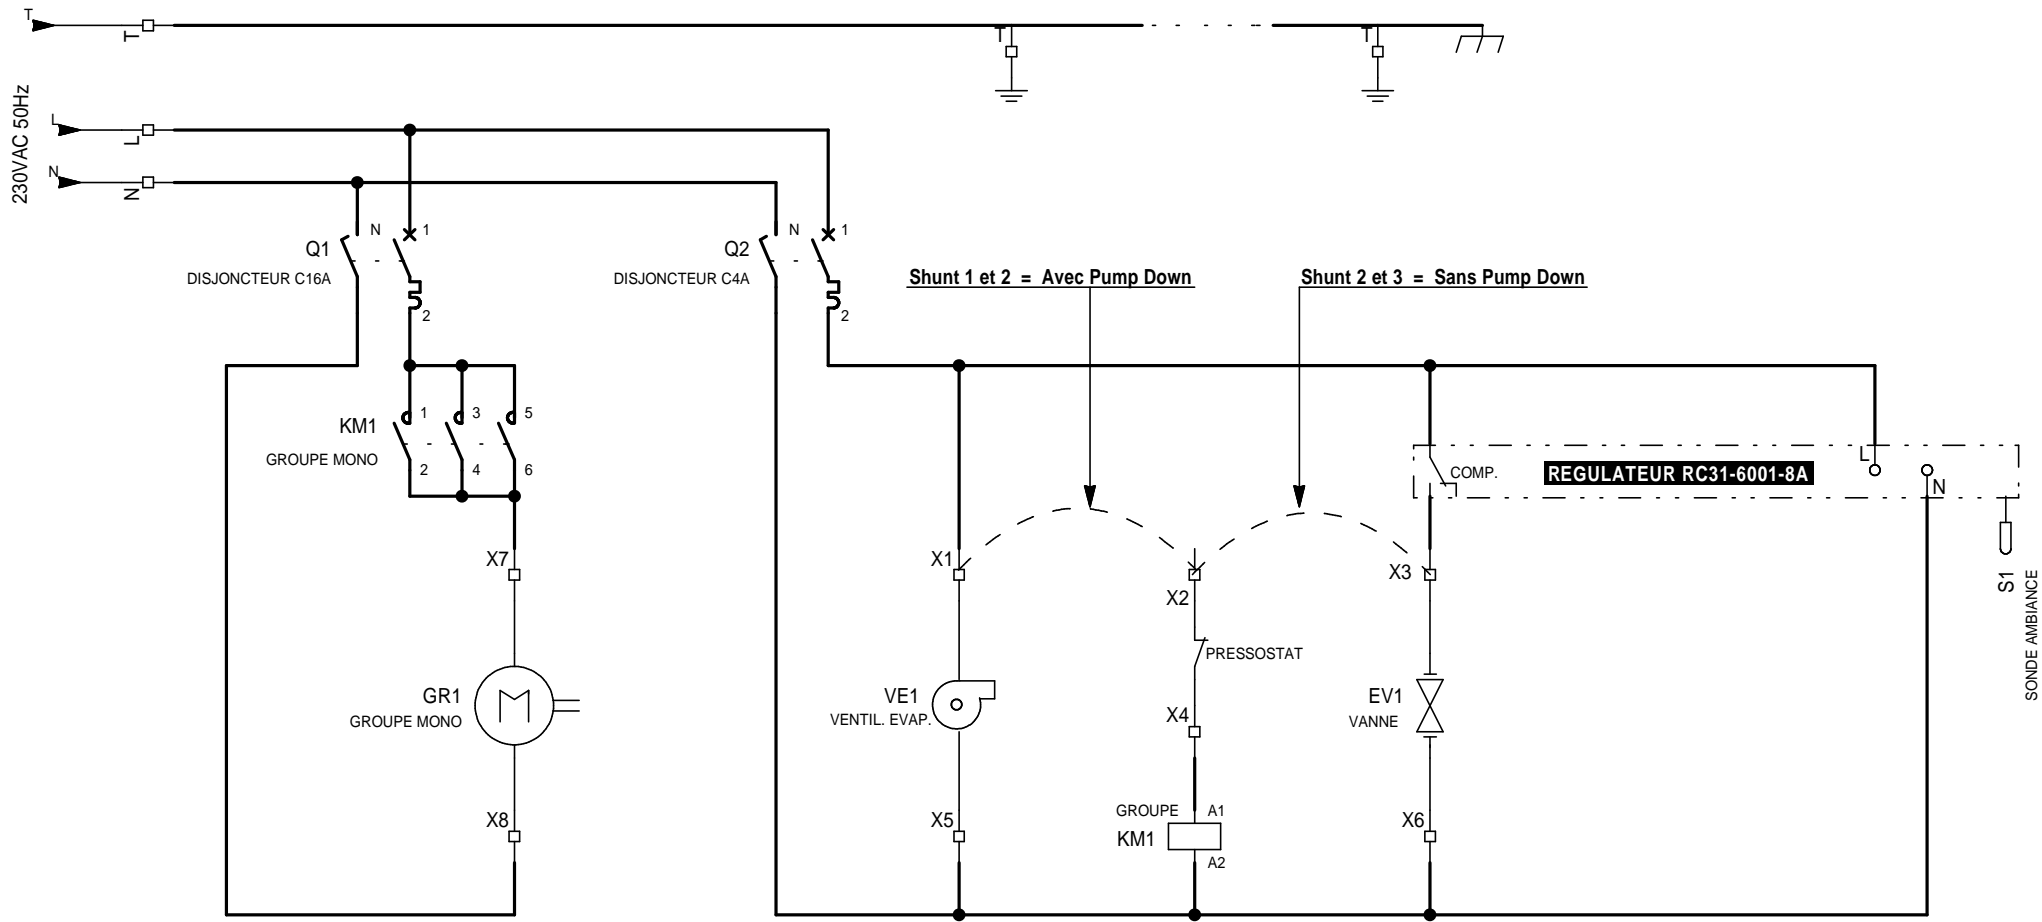 T
T
T
T
230VAC 50Hz
L
L
N
N
Q1
N
1
DISJONCTEUR C16A
2
Q2
N
1
DISJONCTEUR C4A
2
Shunt 1 et 2 = Avec Pump Down
Shunt 2 et 3 = Sans Pump Down
KM1
1
3
5
GROUPE MONO
2
4
6
COMP.
REGULATEUR RC31-6001-8A
L
N
X7
X1
X2
X3
S1
SONDE AMBIANCE
PRESSOSTAT
GR1
GROUPE MONO
M
VE1
VENTIL. EVAP.
X4
EV1
VANNE
X8
X5
GROUPE
A1
KM1
A2
X6